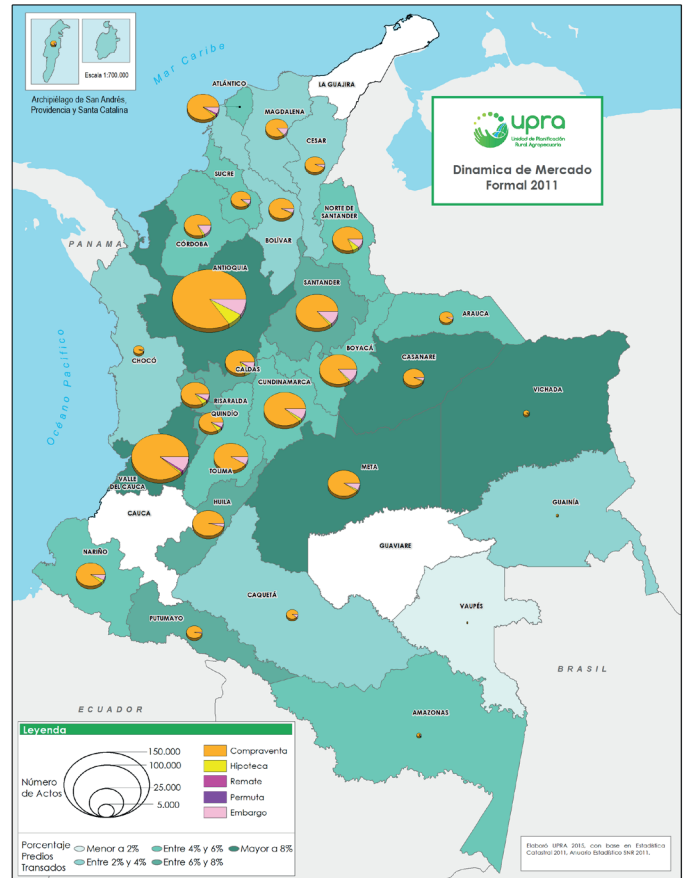 Mar Caribe
Escala 1:700.000
Archipiélago de San Andrés,
Providencia y Santa Catalina
upra
Unidad de Planificación
Rural Agropecuaria
Dinamica de Mercado
Formal 2011
ATLÁNTICO
LA GUAJIRA
MAGDALENA
CESAR
SUCRE
NORTE DE
SANTANDER
CORDOBA
BOLÍVAR
PANAMA
ANTIOQUIA
SANTANDER
ARAUCA
Océano Pacífico
CHOCÓ
BOYACÁ
CASANARE
CALDAS
CUNDINAMARCA
VICHADA
RISARALDA
QUINDÍO
TOLIMA
META
VALLE
DEL CAUCA
HUILA
GUAINÍA
CAUCA
GUAVIARE
NARIÑO
CAQUETÁ
VAUPÉS
PUTUMAYO
BRASIL
ECUADOR
AMAZONAS
Leyenda
Número
de Actos
150.000
100.000
25.000
5.000
Compraventa
Hipoteca
Remate
Permuta
Embargo
Porcentaje
Predios
Transados
Menor a 2%
Entre 4% y 6%
Mayor a 8%
Entre 2% y 4%
Entre 6% y 8%
Elaboró UPRA 2015, con base en Estadística
Catastral 2011, Anuario Estadístico SNR 2011.